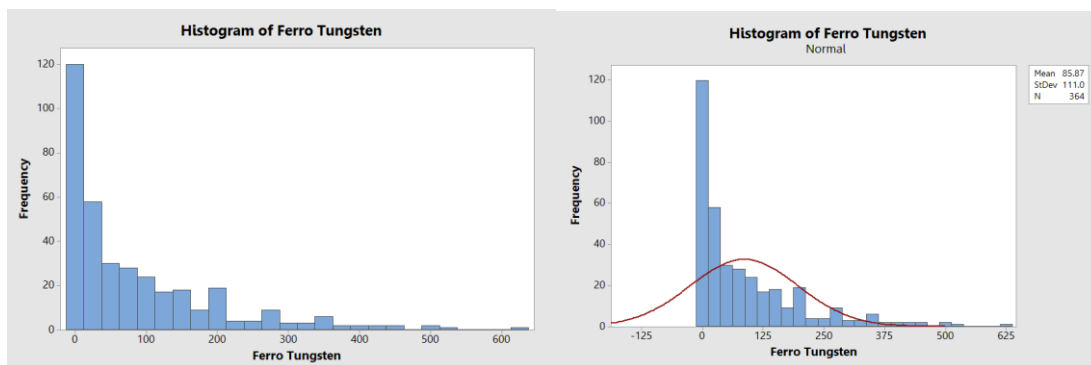 Histogram of Ferro Tungsten
120
100
80
60
40
20
0
Frequency
0 100 200 300 400 500 600
Ferro Tungsten
Histogram of Ferro Tungsten
Normal
120
100
80
60
40
20
0
Frequency
-125 0 125 250 375 500 625
Ferro Tungsten
Mean 85.87
StDev 111.0
N 364